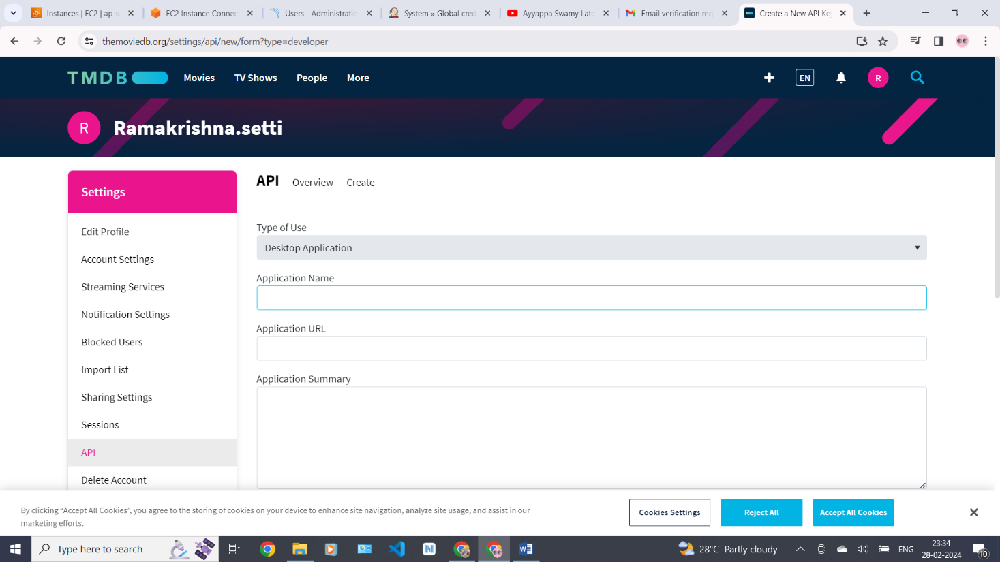 Instances | EC2 | ap-s
EC2 Instance Connect
Users - Administratio
System » Global cred
Ayyappa Swamy Late
Email verification req
Create a New API Key
themoviedb.org/settings/api/new/form?type=developer
TMDB Movies TV Shows People More EN R
R Ramakrishna.setti
Settings
Edit Profile
Account Settings
Streaming Services
Notification Settings
Blocked Users
Import List
Sharing Settings
Sessions
API
Delete Account
API Overview Create
Type of Use
Desktop Application
Application Name
Application URL
Application Summary
By clicking “Accept All Cookies”, you agree to the storing of cookies on your device to enhance site navigation, analyze site usage, and assist in our
marketing efforts.
Cookies Settings
Reject All
Accept All Cookies
Type here to search
28°C Partly cloudy
ENG
23:34
28-02-2024
10